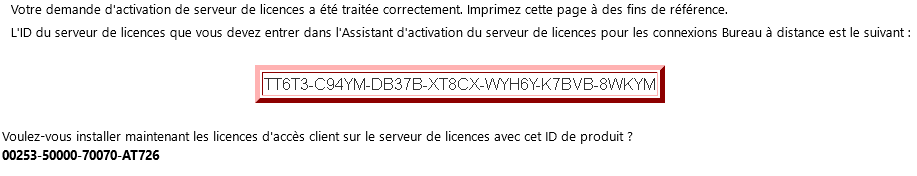 Votre demande d'activation de serveur de licences a été traitée correctement. Imprimez cette page à des fins de référence.
L'ID du serveur de licences que vous devez entrer dans l'Assistant d'activation du serveur de licences pour les connexions Bureau à distance est le suivant :
TT6T3-C94YM-DB37B-XT8CX-WYH6Y-K7BVB-8WKYM
Voulez-vous installer maintenant les licences d'accès client sur le serveur de licences avec cet ID de produit ?
00253-50000-70070-AT726